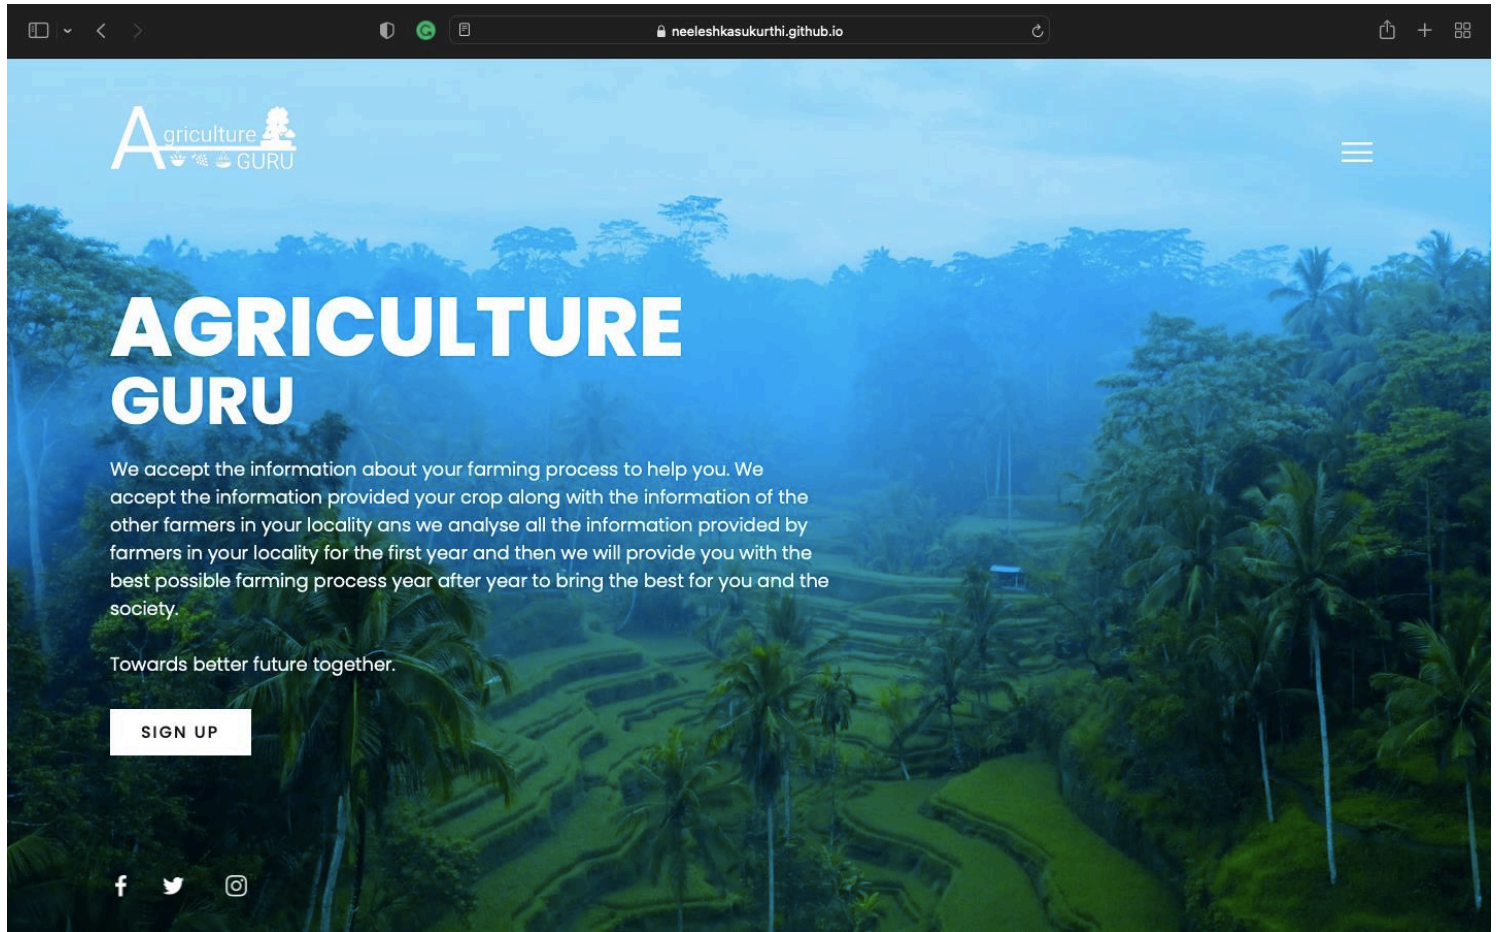 neeleshkasukurthi.github.io
Agriculture
GURU
AGRICULTURE
GURU
We accept the information about your farming process to help you. We
accept the information provided your crop along with the information of the
other farmers in your locality ans we analyse all the information provided by
farmers in your locality for the first year and then we will provide you with the
best possible farming process year after year to bring the best for you and the
society.
Towards better future together.
SIGN UP